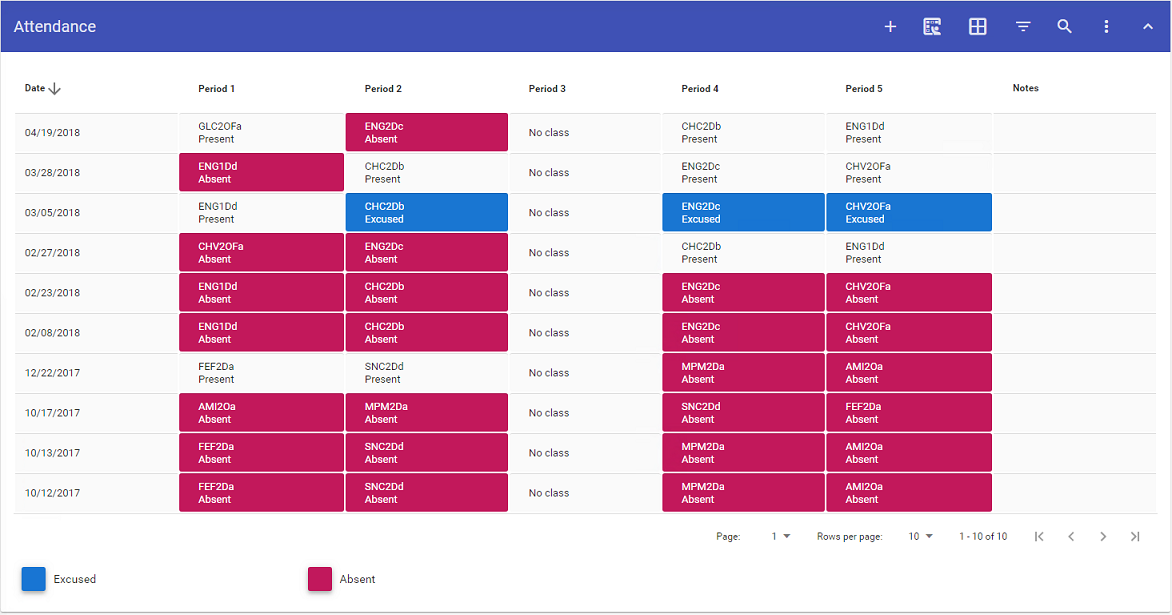 Attendance
Date Period 1 Period 2 Period 3 Period 4 Period 5 Notes
04/19/2018 GLC2OFa Present ENG2Dc Absent No class CHC2Db Present ENG1Dd Present
03/28/2018 ENG1Dd Absent CHC2Db Present No class ENG2Dc Present CHV2OFa Present
03/05/2018 ENG1Dd Present CHC2Db Excused No class ENG2Dc Excused CHV2OFa Excused
02/27/2018 CHV2OFa Absent ENG2Dc Absent No class CHC2Db Present ENG1Dd Present
02/23/2018 ENG1Dd Absent CHC2Db Absent No class ENG2Dc Absent CHV2OFa Absent
02/08/2018 ENG1Dd Absent CHC2Db Absent No class ENG2Dc Absent CHV2OFa Absent
12/22/2017 FEF2Da Present SNC2Dd Present No class MPM2Da Absent AMI2Oa Absent
10/17/2017 AMI2Oa Absent MPM2Da Absent No class SNC2Dd Absent FEF2Da Absent
10/13/2017 FEF2Da Absent SNC2Dd Absent No class MPM2Da Absent AMI2Oa Absent
10/12/2017 FEF2Da Absent SNC2Dd Absent No class MPM2Da Absent AMI2Oa Absent
Page: 1 Rows per page: 10 1 - 10 of 10
Excused Absent